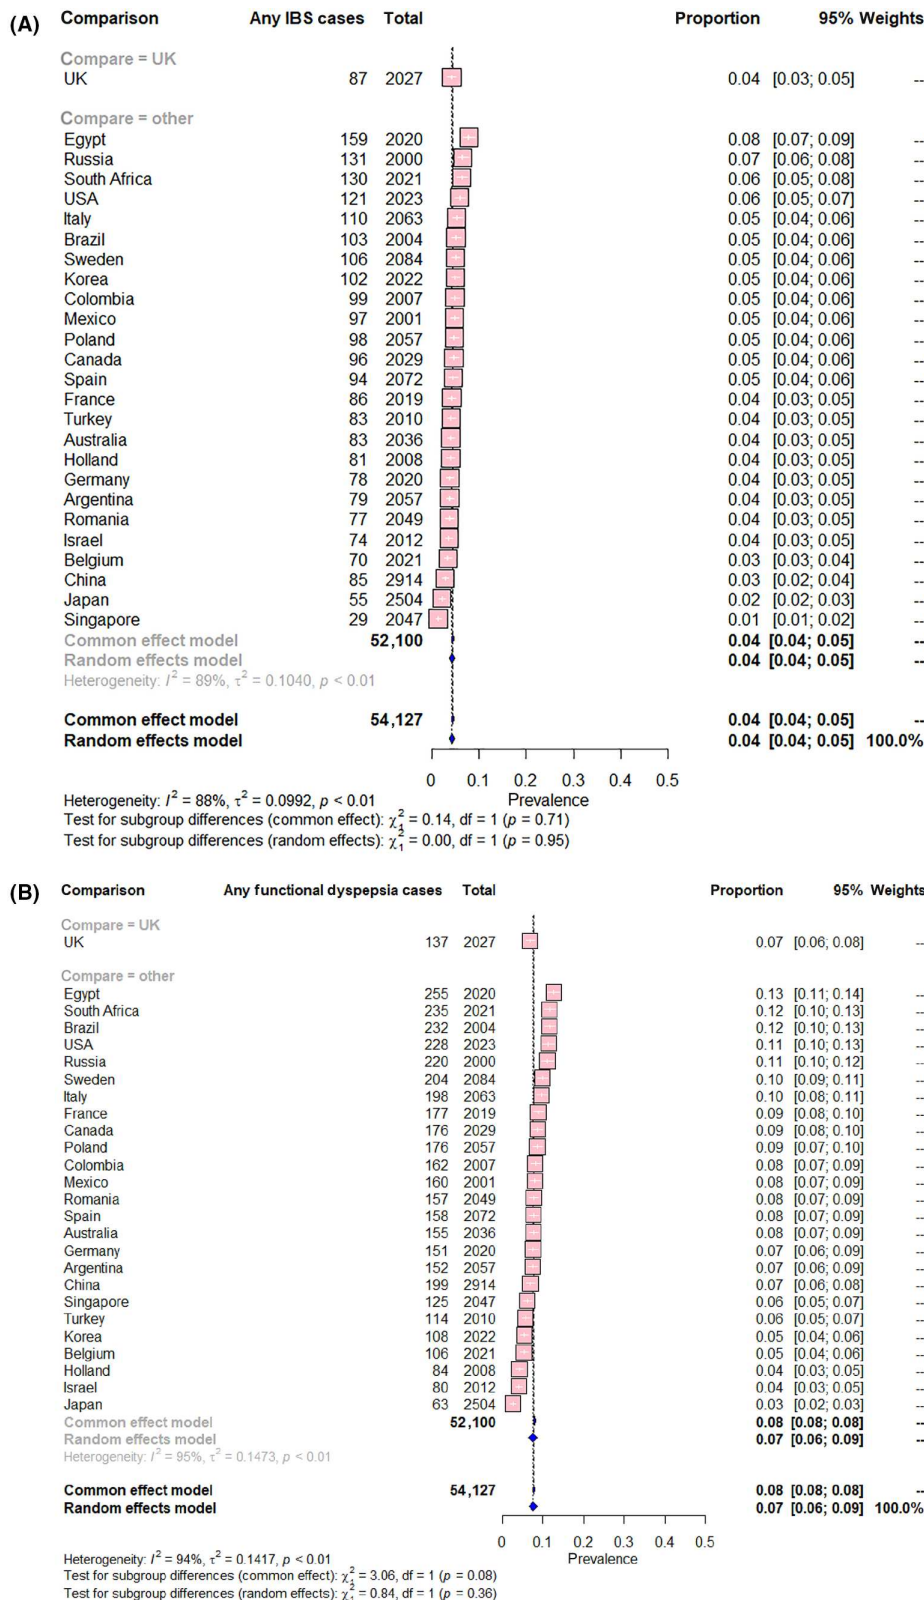 (A) Comparison Any IBS cases Total Proportion 95% Weights
Compare = UK
UK 87 2027 0.04 [0.03; 0.05] --
Compare = other
Egypt 159 2020 0.08 [0.07; 0.09] --
Russia 131 2000 0.07 [0.06; 0.08] --
South Africa 130 2021 0.06 [0.05; 0.08] --
USA 121 2023 0.06 [0.05; 0.07] --
Italy 110 2063 0.05 [0.04; 0.06] --
Brazil 103 2004 0.05 [0.04; 0.06] --
Sweden 106 2084 0.05 [0.04; 0.06] --
Korea 102 2022 0.05 [0.04; 0.06] --
Colombia 99 2007 0.05 [0.04; 0.06] --
Mexico 97 2001 0.05 [0.04; 0.06] --
Poland 98 2057 0.05 [0.04; 0.06] --
Canada 96 2029 0.05 [0.04; 0.06] --
Spain 94 2072 0.05 [0.04; 0.06] --
France 86 2019 0.04 [0.03; 0.05] --
Turkey 83 2010 0.04 [0.03; 0.05] --
Australia 83 2036 0.04 [0.03; 0.05] --
Holland 81 2008 0.04 [0.03; 0.05] --
Germany 78 2020 0.04 [0.03; 0.05] --
Argentina 79 2057 0.04 [0.03; 0.05] --
Romania 77 2049 0.04 [0.03; 0.05] --
Israel 74 2012 0.04 [0.03; 0.05] --
Belgium 70 2021 0.03 [0.03; 0.04] --
China 85 2914 0.03 [0.02; 0.04] --
Japan 55 2504 0.02 [0.02; 0.03] --
Singapore 29 2047 0.01 [0.01; 0.02] --
Common effect model 52,100 0.04 [0.04; 0.05] --
Random effects model 0.04 [0.04; 0.05] --
Heterogeneity: I² = 89%, τ² = 0.1040, p < 0.01
Common effect model 54,127 0.04 [0.04; 0.05] --
Random effects model 0.04 [0.04; 0.05] 100.0%
0 0.1 0.2 0.3 0.4 0.5
Prevalence
Heterogeneity: I² = 88%, τ² = 0.0992, p < 0.01
Test for subgroup differences (common effect): χ²₁ = 0.14, df = 1 (p = 0.71)
Test for subgroup differences (random effects): χ²₁ = 0.00, df = 1 (p = 0.95)
(B) Comparison Any functional dyspepsia cases Total Proportion 95% Weights
Compare = UK
UK 137 2027 0.07 [0.06; 0.08] --
Compare = other
Egypt 255 2020 0.13 [0.11; 0.14] --
South Africa 235 2021 0.12 [0.10; 0.13] --
Brazil 232 2004 0.12 [0.10; 0.13] --
USA 228 2023 0.11 [0.10; 0.13] --
Russia 220 2000 0.11 [0.10; 0.12] --
Sweden 204 2084 0.10 [0.09; 0.11] --
Italy 198 2063 0.10 [0.08; 0.11] --
France 177 2019 0.09 [0.08; 0.10] --
Canada 176 2029 0.09 [0.08; 0.10] --
Poland 176 2057 0.09 [0.07; 0.10] --
Colombia 162 2007 0.08 [0.07; 0.09] --
Mexico 160 2001 0.08 [0.07; 0.09] --
Romania 157 2049 0.08 [0.07; 0.09] --
Spain 158 2072 0.08 [0.07; 0.09] --
Australia 155 2036 0.08 [0.07; 0.09] --
Germany 151 2020 0.07 [0.06; 0.09] --
Argentina 152 2057 0.07 [0.06; 0.09] --
China 199 2914 0.07 [0.06; 0.08] --
Singapore 125 2047 0.06 [0.05; 0.07] --
Turkey 114 2010 0.06 [0.05; 0.07] --
Korea 108 2022 0.05 [0.04; 0.06] --
Belgium 106 2021 0.05 [0.04; 0.06] --
Holland 84 2008 0.04 [0.03; 0.05] --
Israel 80 2012 0.04 [0.03; 0.05] --
Japan 63 2504 0.03 [0.02; 0.03] --
Common effect model 52,100 0.08 [0.08; 0.08] --
Random effects model 0.07 [0.06; 0.09] --
Heterogeneity: I² = 95%, τ² = 0.1473, p < 0.01
Common effect model 54,127 0.08 [0.08; 0.08] --
Random effects model 0.07 [0.06; 0.09] 100.0%
0 0.1 0.2 0.3 0.4 0.5
Prevalence
Heterogeneity: I² = 94%, τ² = 0.1417, p < 0.01
Test for subgroup differences (common effect): χ²₁ = 3.06, df = 1 (p = 0.08)
Test for subgroup differences (random effects): χ²₁ = 0.84, df = 1 (p = 0.36)